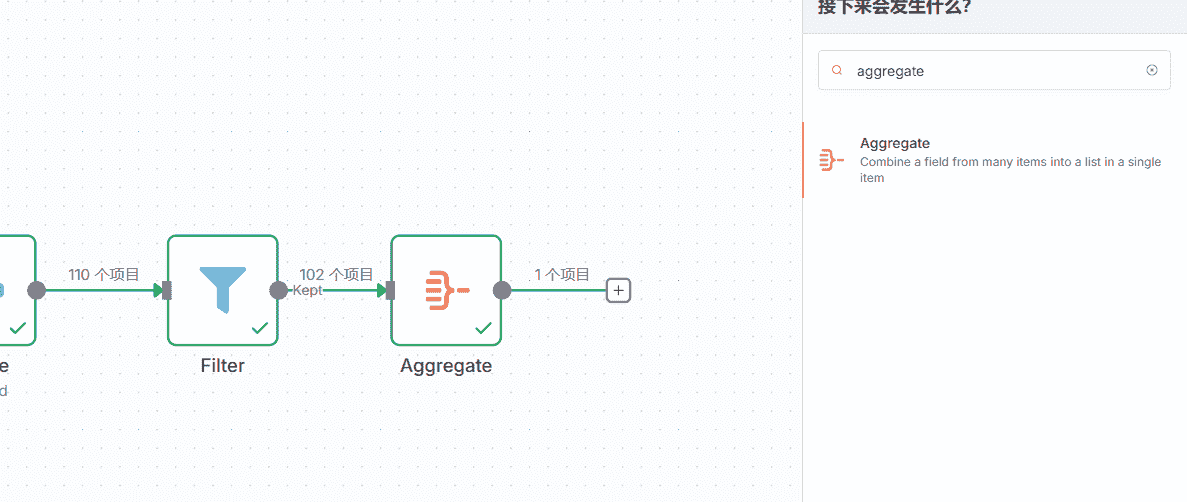 接下来会发生什么?
aggregate
Aggregate
Combine a field from many items into a list in a single
item
110 个项目
102 个项目
1 个项目
Kept
e
Filter
Aggregate
d